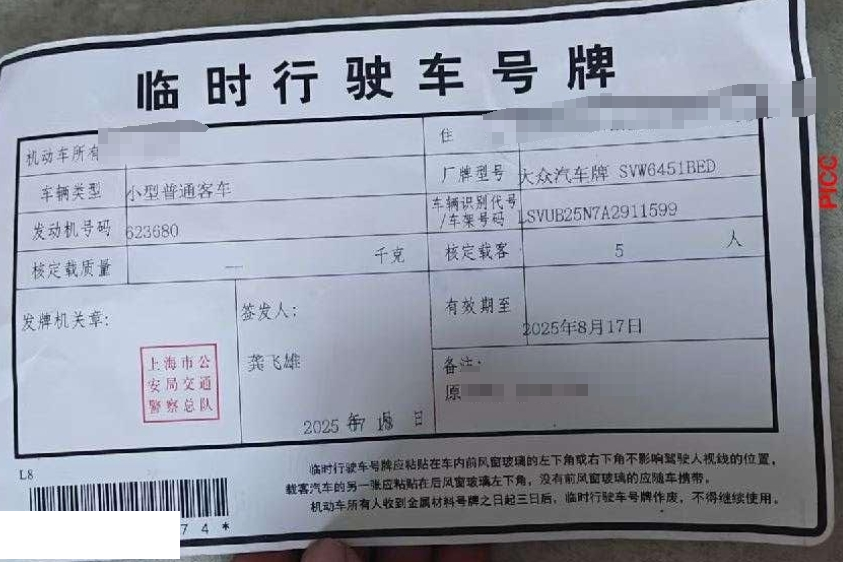 临时行驶车号牌
机动车所有
住
车辆类型 小型普通客车
厂牌型号 大众汽车牌 SVW6451BED
发动机号码 623680
车辆识别代号/车架号码 LSVUB25N7A2911599
核定载质量 — 千克
核定载客 5 人
发牌机关章:
上海市公
安局交通
警察总队
签发人:
龚飞雄
2025 年7 月18 日
有效期至
2025年8月17日
备注:
原
L8
74*
临时行驶车号牌应粘贴在车内前风窗玻璃的左下角或右下角不影响驾驶人视线的位置,
载客汽车的另一张应粘贴在后风窗玻璃左下角，没有前风窗玻璃的应随车携带。
机动车所有人收到金属材料号牌之日起三日后，临时行驶车号牌作废，不得继续使用。
PICC